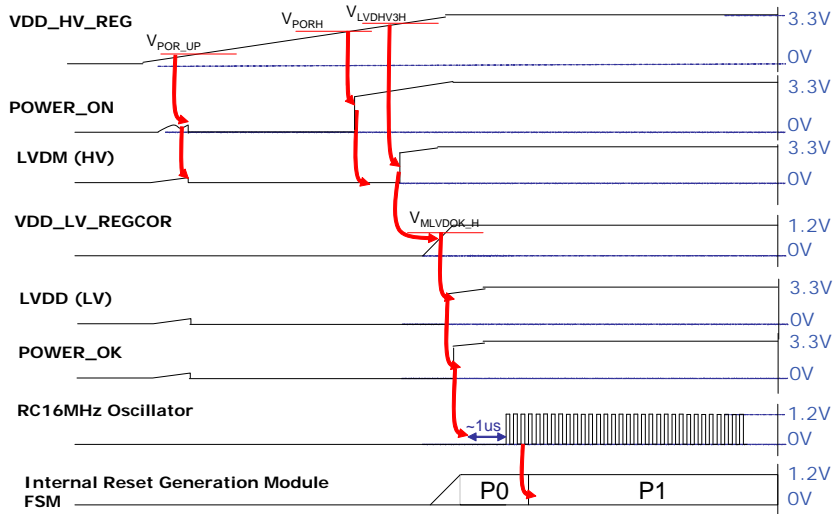 VDD_HV_REG
VPOR_UP
VPORH
VLVDHV3H
3.3V
0V
POWER_ON
3.3V
0V
LVDM (HV)
3.3V
0V
VDD_LV_REGCOR
VMLVDOK_H
1.2V
0V
LVDD (LV)
3.3V
0V
POWER_OK
3.3V
0V
RC16MHz Oscillator
~1us
1.2V
0V
Internal Reset Generation Module
FSM
P0
P1
1.2V
0V